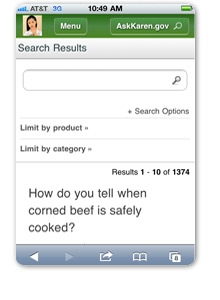 AT&T 3G 10:49 AM
Menu AskKaren.gov
Search Results
+ Search Options
Limit by product »
Limit by category »
Results 1 - 10 of 1374
How do you tell when
corned beef is safely
cooked?